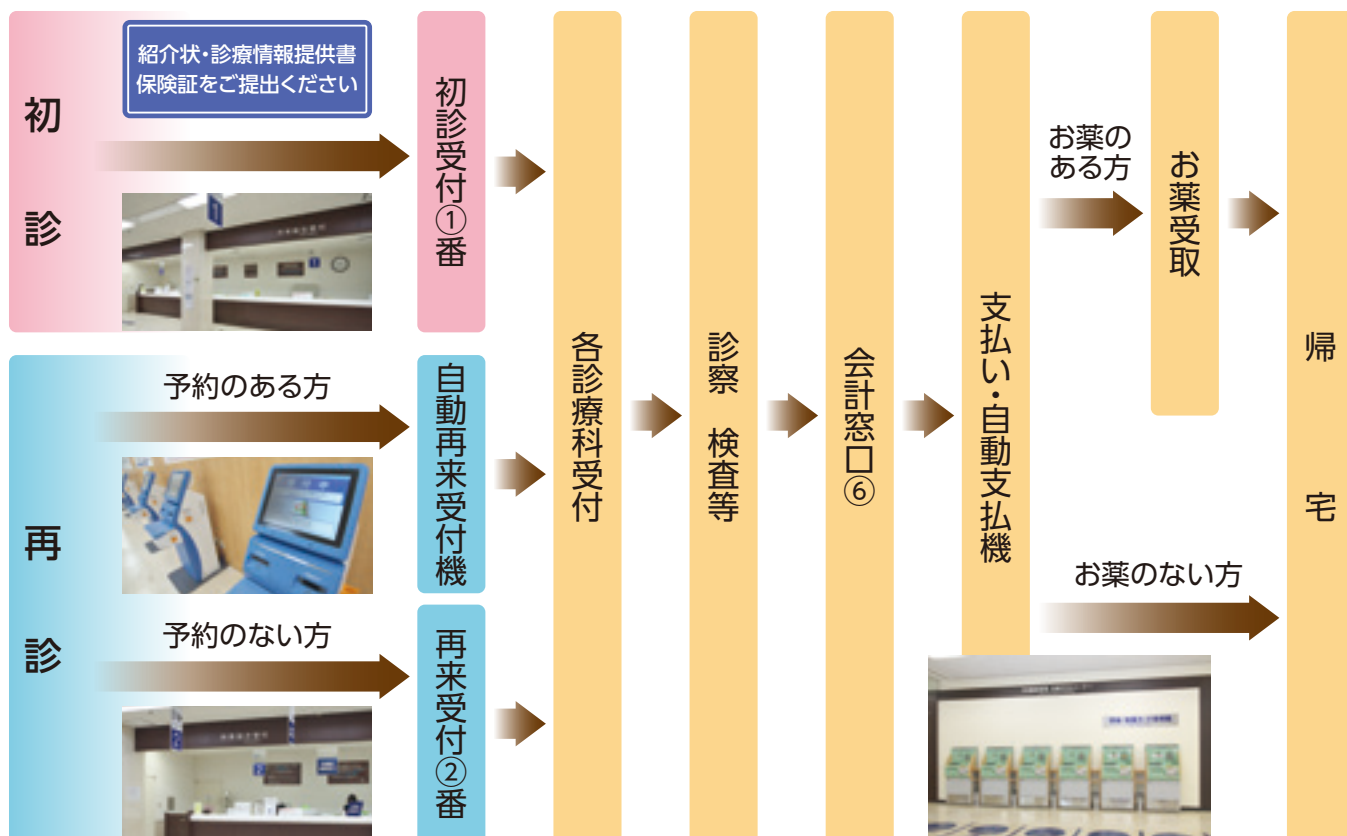 初診
紹介状・診療情報提供書
保険証をご提出ください
初診受付①番
再診
予約のある方
自動再来受付機
予約のない方
再来受付②番
各診療科受付
診察 検査等
会計窓口⑥
支払い・自動支払機
お薬の
ある方
お薬受取
お薬のない方
帰宅
1
1
2
2